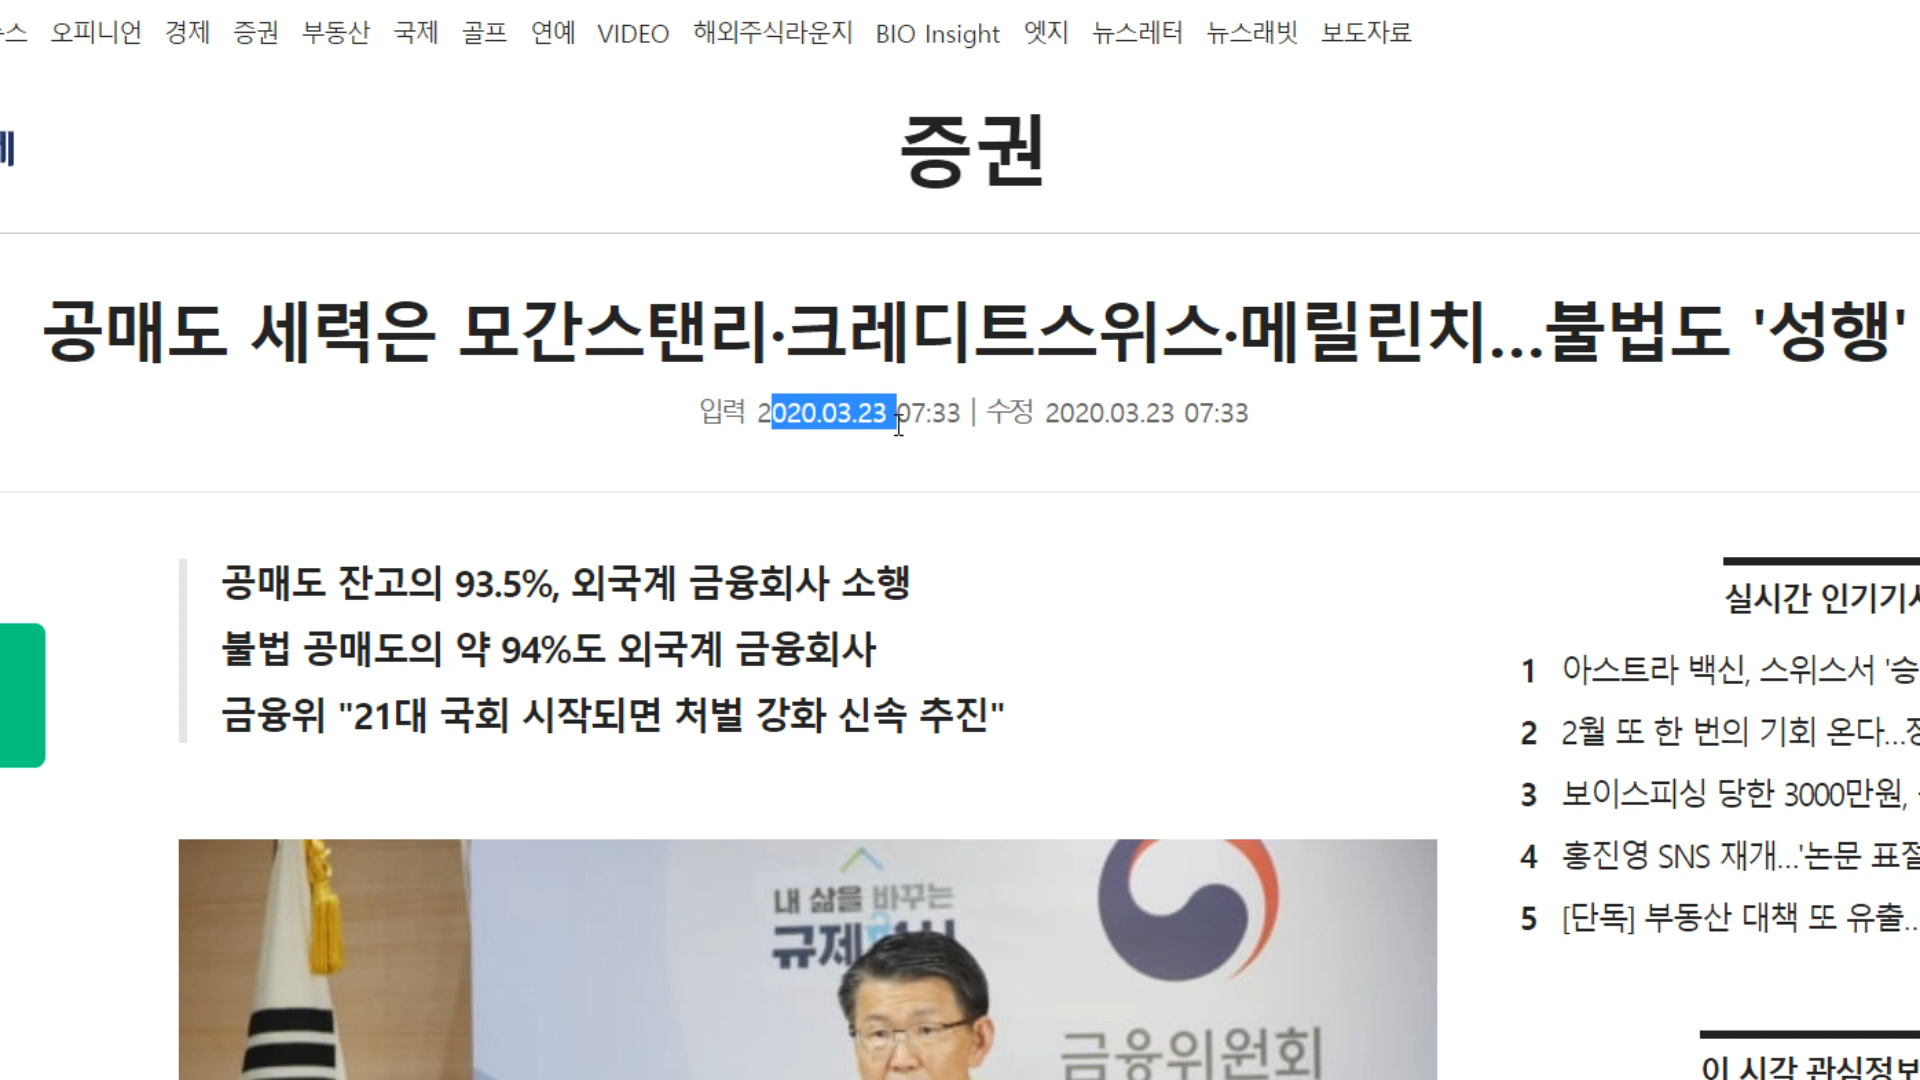 오피니언 경제 증권 부동산 국제 골프 연예 VIDEO 해외주식라운지 BIO Insight 엣지 뉴스레터 뉴스래빗 보도자료
증권
공매도 세력은 모간스탠리·크레디트스위스·메릴린치...불법도 '성행'
입력 2020.03.23 07:33 | 수정 2020.03.23 07:33
공매도 잔고의 93.5%, 외국계 금융회사 소행
불법 공매도의 약 94%도 외국계 금융회사
금융위 "21대 국회 시작되면 처벌 강화 신속 추진"
실시간
1 아스트라 백신, 스위스서
2 2월 또 한 번의 기회 온다...
3 보이스피싱 당한 3000만원,
4 홍진영 SNS 재개...'논문
5 [단독] 부동산 대책 또 유출...
내 삶을 바꾸는
금융위원회
이 시각